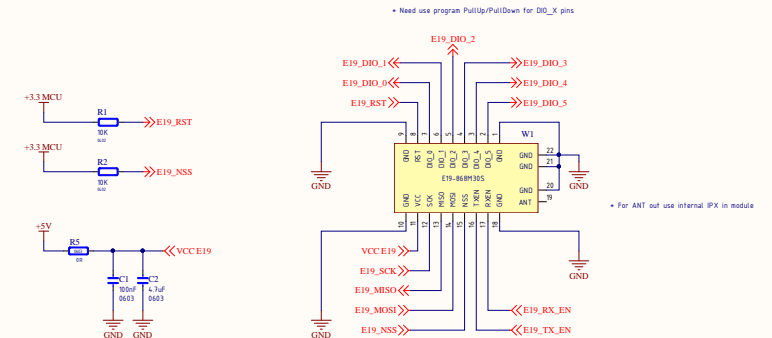 * Need use program PullUp/PullDown for DIO_X pins
E19_DIO_2
E19_DIO_1
E19_DIO_3
E19_DIO_0
E19_DIO_4
E19_RST
E19_DIO_5
+3.3 MCU
R1
10K
0402
E19_RST
+3.3 MCU
R2
10K
0402
E19_NSS
9 8 7 6 5 4 3 2 1
W1
GND RST DIO_0 DIO_1 DIO_2 DIO_3 DIO_4 DIO_5 GND
E19-868M30S
GND 22
GND 21
GND 20
ANT 19
GND VCC SCK MISO MOSI NSS TXEN RXEN GND
10 11 12 13 14 15 16 17 18
GND
GND
* For ANT out use internal IPX in module
+5V
R5
0603
0R
VCC E19
C1
100nF
0603
C2
4.7uF
0603
GND
GND
VCC E19
E19_SCK
E19_MISO
E19_MOSI
E19_NSS
E19_RX_EN
E19_TX_EN
GND
GND